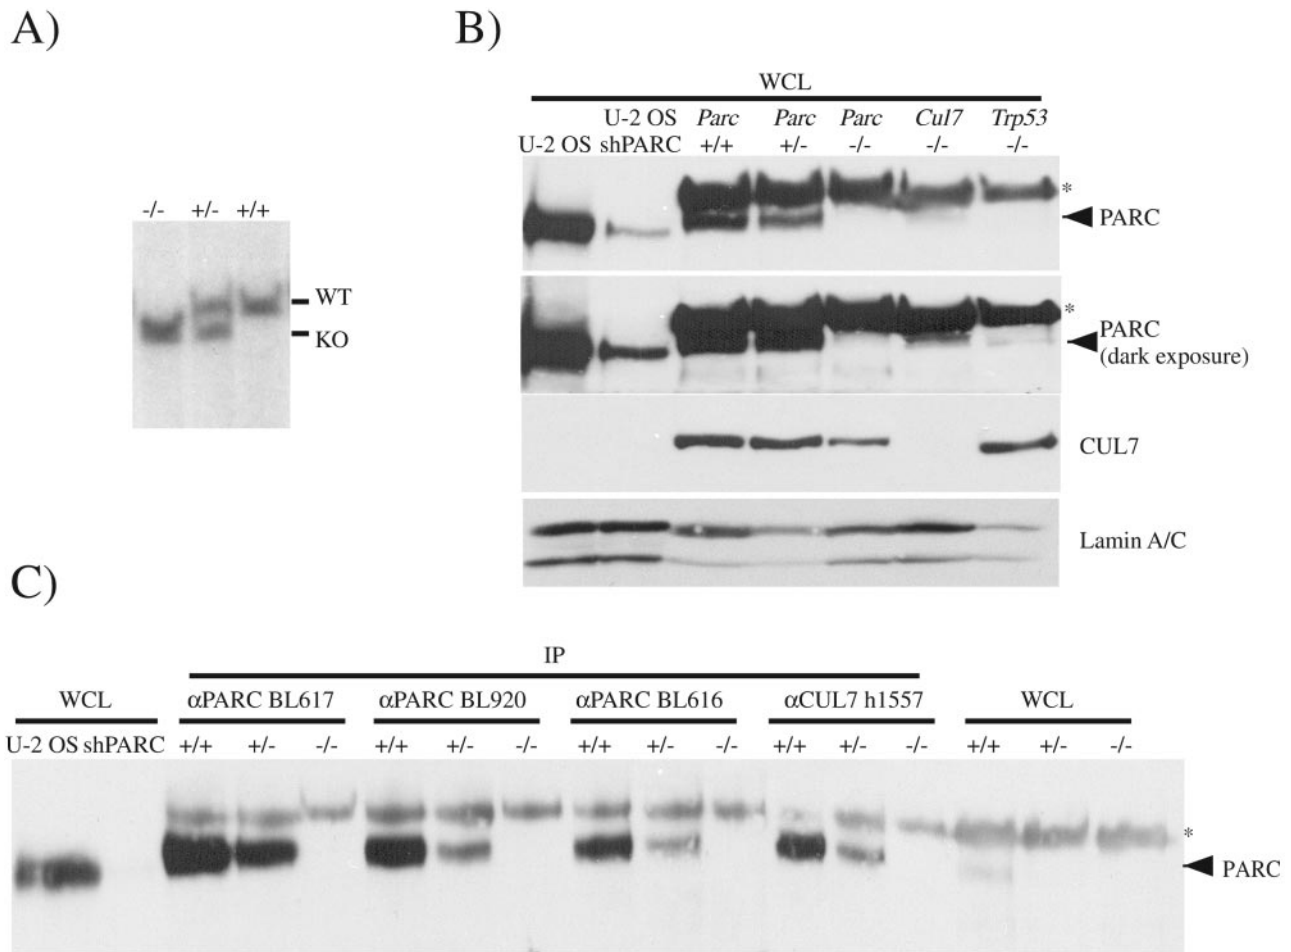 A)
-/- +/- +/+
WT
KO
B)
WCL
U-2 OS Parc Parc Parc Cul7 Trp53
U-2 OS shPARC +/+ +/- -/- -/- -/-
*
PARC
*
PARC
(dark exposure)
CUL7
Lamin A/C
C)
IP
WCL αPARC BL617 αPARC BL920 αPARC BL616 αCUL7 h1557 WCL
U-2 OS shPARC +/+ +/- -/- +/+ +/- -/- +/+ +/- -/- +/+ +/- -/- +/+ +/- -/-
*
PARC